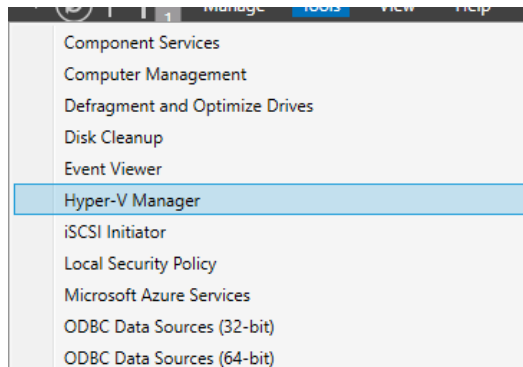 Manage Tools View Help
1
Component Services
Computer Management
Defragment and Optimize Drives
Disk Cleanup
Event Viewer
Hyper-V Manager
iSCSI Initiator
Local Security Policy
Microsoft Azure Services
ODBC Data Sources (32-bit)
ODBC Data Sources (64-bit)